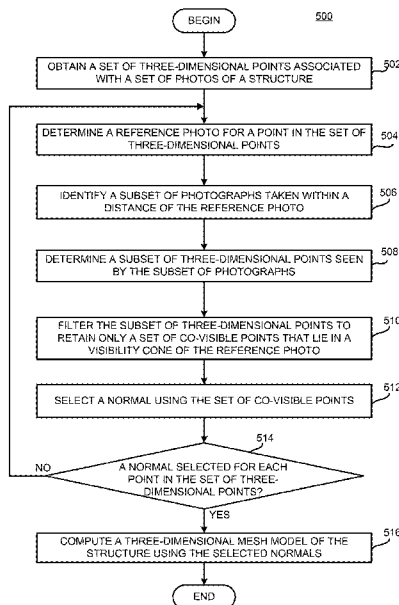 BEGIN
500
OBTAIN A SET OF THREE-DIMENSIONAL POINTS ASSOCIATED
WITH A SET OF PHOTOS OF A STRUCTURE
502
DETERMINE A REFERENCE PHOTO FOR A POINT IN THE SET OF
THREE-DIMENSIONAL POINTS
504
IDENTIFY A SUBSET OF PHOTOGRAPHS TAKEN WITHIN A
DISTANCE OF THE REFERENCE PHOTO
506
DETERMINE A SUBSET OF THREE-DIMENSIONAL POINTS SEEN
BY THE SUBSET OF PHOTOGRAPHS
508
FILTER THE SUBSET OF THREE-DIMENSIONAL POINTS TO
RETAIN ONLY A SET OF CO-VISIBLE POINTS THAT LIE IN A
VISIBILITY CONE OF THE REFERENCE PHOTO
510
SELECT A NORMAL USING THE SET OF CO-VISIBLE POINTS
512
514
NO
A NORMAL SELECTED FOR EACH
POINT IN THE SET OF THREE-
DIMENSIONAL POINTS?
YES
COMPUTE A THREE-DIMENSIONAL MESH MODEL OF THE
STRUCTURE USING THE SELECTED NORMALS
516
END